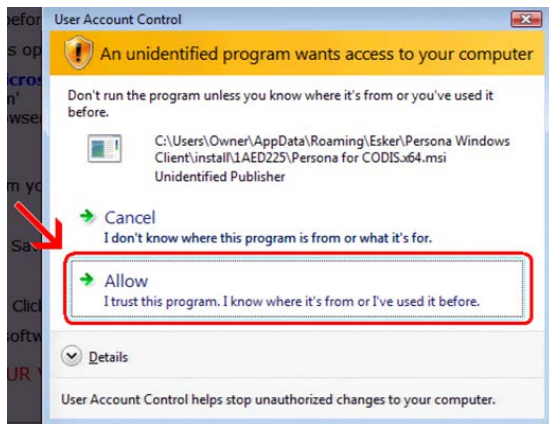 User Account Control
An unidentified program wants access to your computer
Don't run the program unless you know where it's from or you've used it
before.
C:\Users\Owner\AppData\Roaming\Esker\Persona Windows
Client\install\1AED225\Persona for CODIS.x64.msi
Unidentified Publisher
Cancel
I don't know where this program is from or what it's for.
Allow
I trust this program. I know where it's from or I've used it before.
Details
User Account Control helps stop unauthorized changes to your computer.